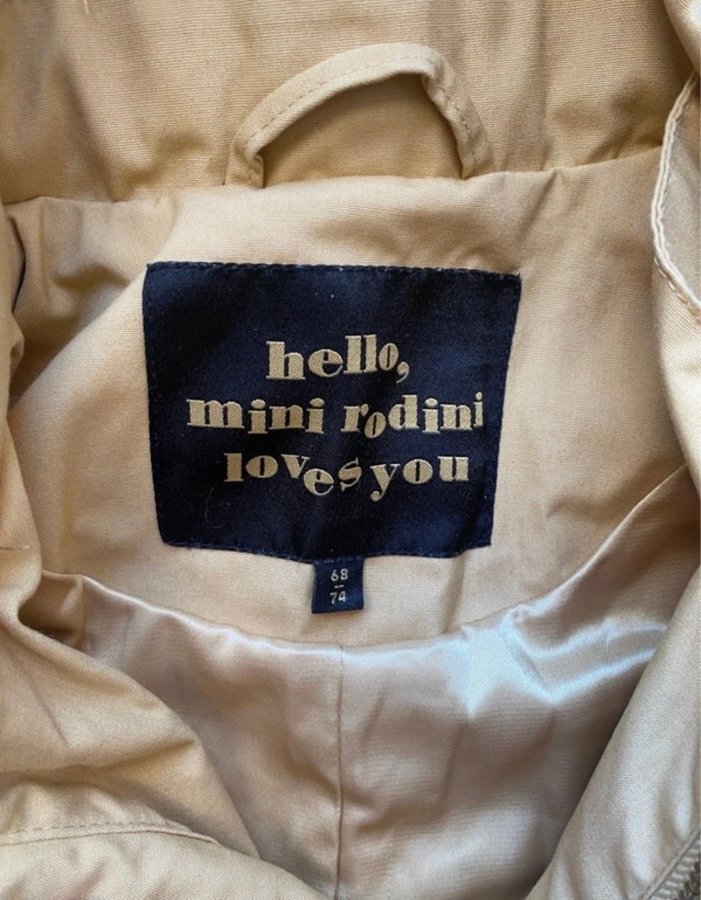 hello,
mini rodini
loves you
68
74